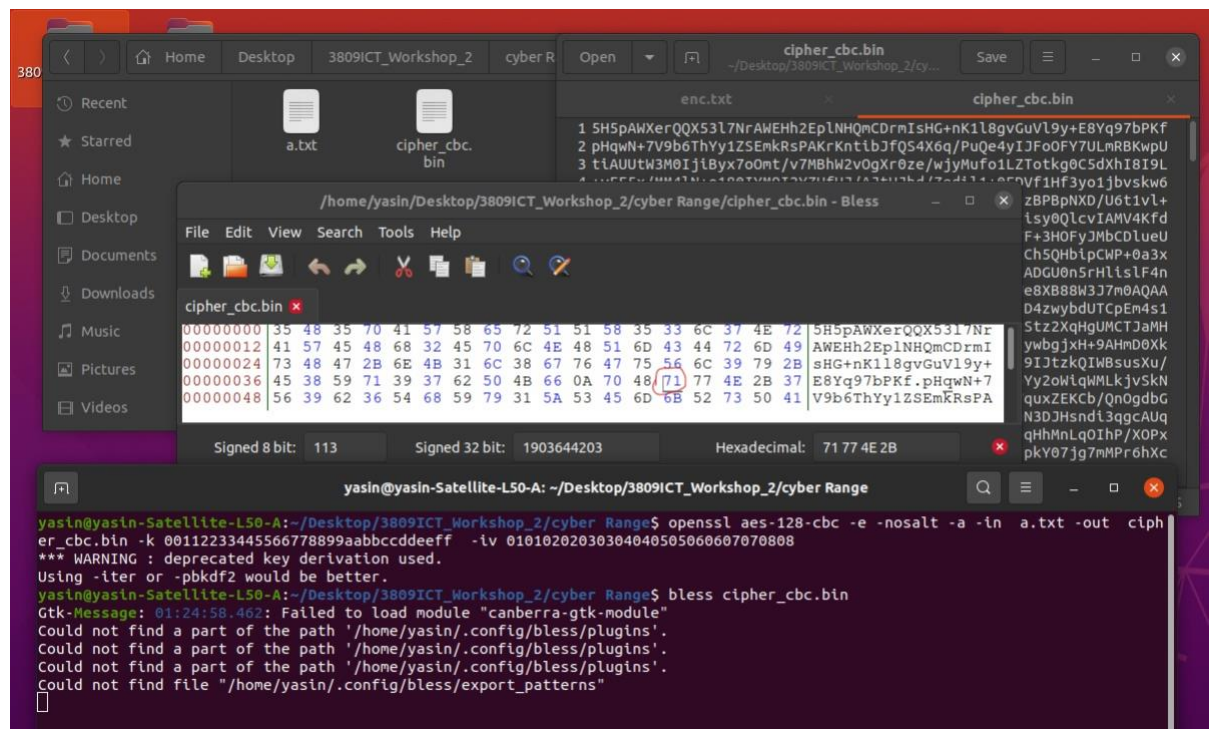 380
Home Desktop 3809ICT_Workshop_2 cyber R
Open
cipher_cbc.bin
~/Desktop/3809ICT_Workshop_2/cy...
Save
Recent
Starred
Home
Desktop
Documents
Downloads
Music
Pictures
Videos
a.txt
cipher_cbc.
bin
enc.txt
cipher_cbc.bin
1 5H5pAWXerQQX53l7NrAWEHh2EplNHQmCDrmIsHG+nK1l8gvGuVl9y+E8Yq97bPKf
2 pHqwN+7V9b6ThYy1ZSEmkRsPAKrKntibJfQS4X6q/PuQe4yIJFoOFY7ULmRBKwpU
3 tiAUUtW3M0IjiByx7oOmt/v7MBhW2vOgXr0ze/wjyMufo1LZTotkg0C5dXhI8I9L
DVf1Hf3yo1jbvskw6
zBPBpNXD/U6t1vl+
isy0QlcvIAMV4Kfd
F+3HOFyJMbCDlueU
Ch5QHbipCWP+0a3x
ADGU0n5rHlislF4n
e8XB88W3J7m0AQAA
D4zwybdUTCpEm4s1
Stz2XqHgUMCTJaMH
ywbgjxH+9AHmD0Xk
9IJtzkQIWBsusXu/
Yy2oWiqWMLkjvSkN
quxZEKCb/QnOgdbG
N3DJHsndi3qgcAUq
qHhMnLqOIhP/XOPx
pkY07jg7mMPr6hXc
/home/yasin/Desktop/3809ICT_Workshop_2/cyber Range/cipher_cbc.bin - Bless
File Edit View Search Tools Help
cipher_cbc.bin
00000000 35 48 35 70 41 57 58 65 72 51 51 58 35 33 6C 37 4E 72 5H5pAWXerQQX53l7Nr
00000012 41 57 45 48 68 32 45 70 6C 4E 48 51 6D 43 44 72 6D 49 AWEHh2EplNHQmCDrmI
00000024 73 48 47 2B 6E 4B 31 6C 38 67 76 47 75 56 6C 39 79 2B sHG+nK1l8gvGuVl9y+
00000036 45 38 59 71 39 37 62 50 4B 66 0A 70 48 71 77 4E 2B 37 E8Yq97bPKf.pHqwN+7
00000048 56 39 62 36 54 68 59 79 31 5A 53 45 6D 6B 52 73 50 41 V9b6ThYy1ZSEmkRsPA
Signed 8 bit: 113 Signed 32 bit: 1903644203 Hexadecimal: 71 77 4E 2B
yasin@yasin-Satellite-L50-A: ~/Desktop/3809ICT_Workshop_2/cyber Range
yasin@yasin-Satellite-L50-A:~/Desktop/3809ICT_Workshop_2/cyber Range$ openssl aes-128-cbc -e -nosalt -a -in a.txt -out ciph
er_cbc.bin -k 00112233445566778899aabbccddeeff -iv 01010202030304040505060607070808
*** WARNING : deprecated key derivation used.
Using -iter or -pbkdf2 would be better.
yasin@yasin-Satellite-L50-A:~/Desktop/3809ICT_Workshop_2/cyber Range$ bless cipher_cbc.bin
Gtk-Message: 01:24:58.462: Failed to load module "canberra-gtk-module"
Could not find a part of the path '/home/yasin/.config/bless/plugins'.
Could not find a part of the path '/home/yasin/.config/bless/plugins'.
Could not find a part of the path '/home/yasin/.config/bless/plugins'.
Could not find file "/home/yasin/.config/bless/export_patterns"